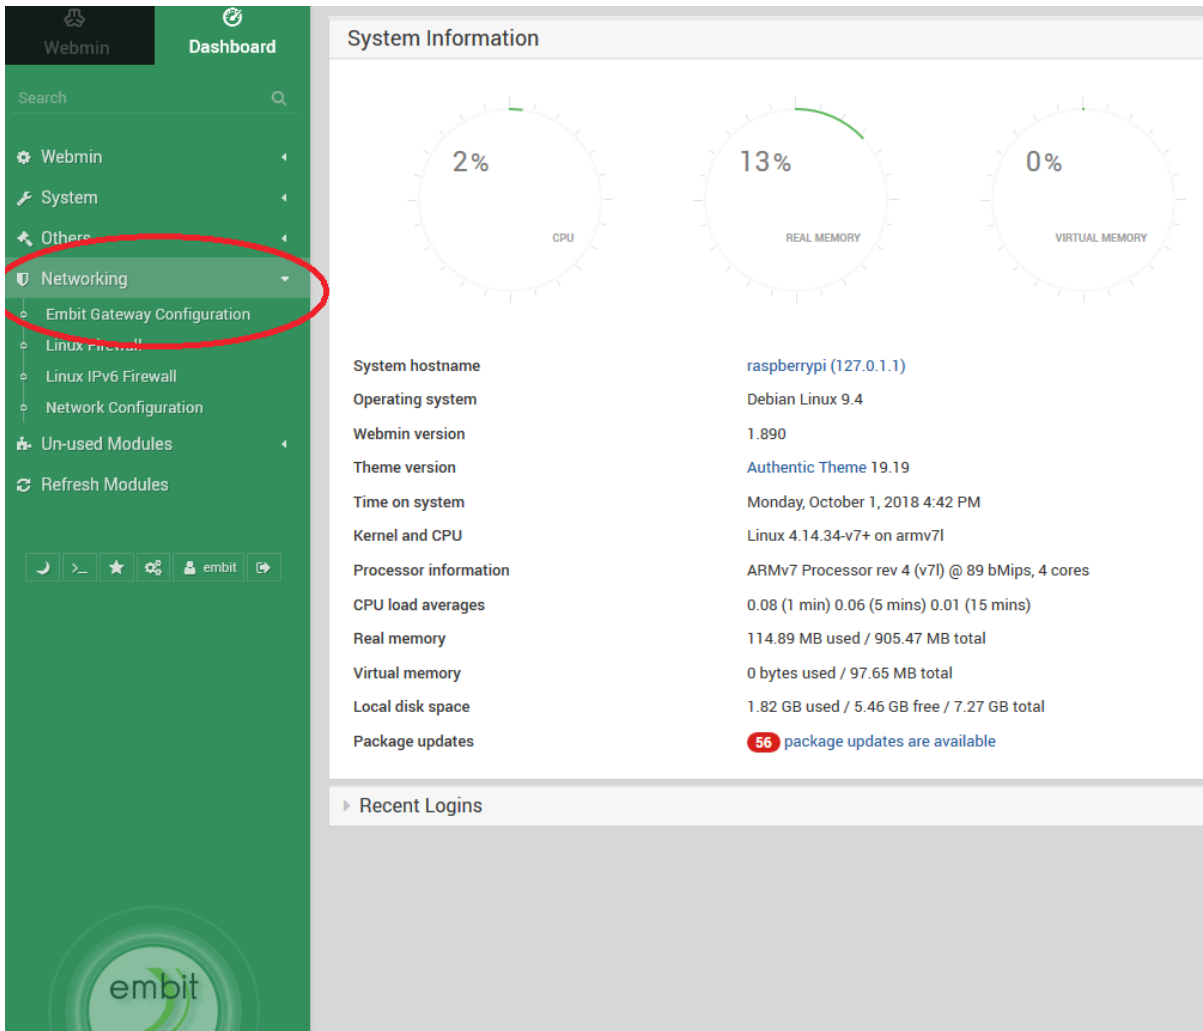 Webmin
Dashboard
Search
Webmin
System
Others
Networking
Embit Gateway Configuration
Linux Firewall
Linux IPv6 Firewall
Network Configuration
Un-used Modules
Refresh Modules
>_
embit
embit
System Information
2%
CPU
13%
REAL MEMORY
0%
VIRTUAL MEMORY
System hostname raspberrypi (127.0.1.1)
Operating system Debian Linux 9.4
Webmin version 1.890
Theme version Authentic Theme 19.19
Time on system Monday, October 1, 2018 4:42 PM
Kernel and CPU Linux 4.14.34-v7+ on armv7l
Processor information ARMv7 Processor rev 4 (v7l) @ 89 bMips, 4 cores
CPU load averages 0.08 (1 min) 0.06 (5 mins) 0.01 (15 mins)
Real memory 114.89 MB used / 905.47 MB total
Virtual memory 0 bytes used / 97.65 MB total
Local disk space 1.82 GB used / 5.46 GB free / 7.27 GB total
Package updates 56 package updates are available
Recent Logins